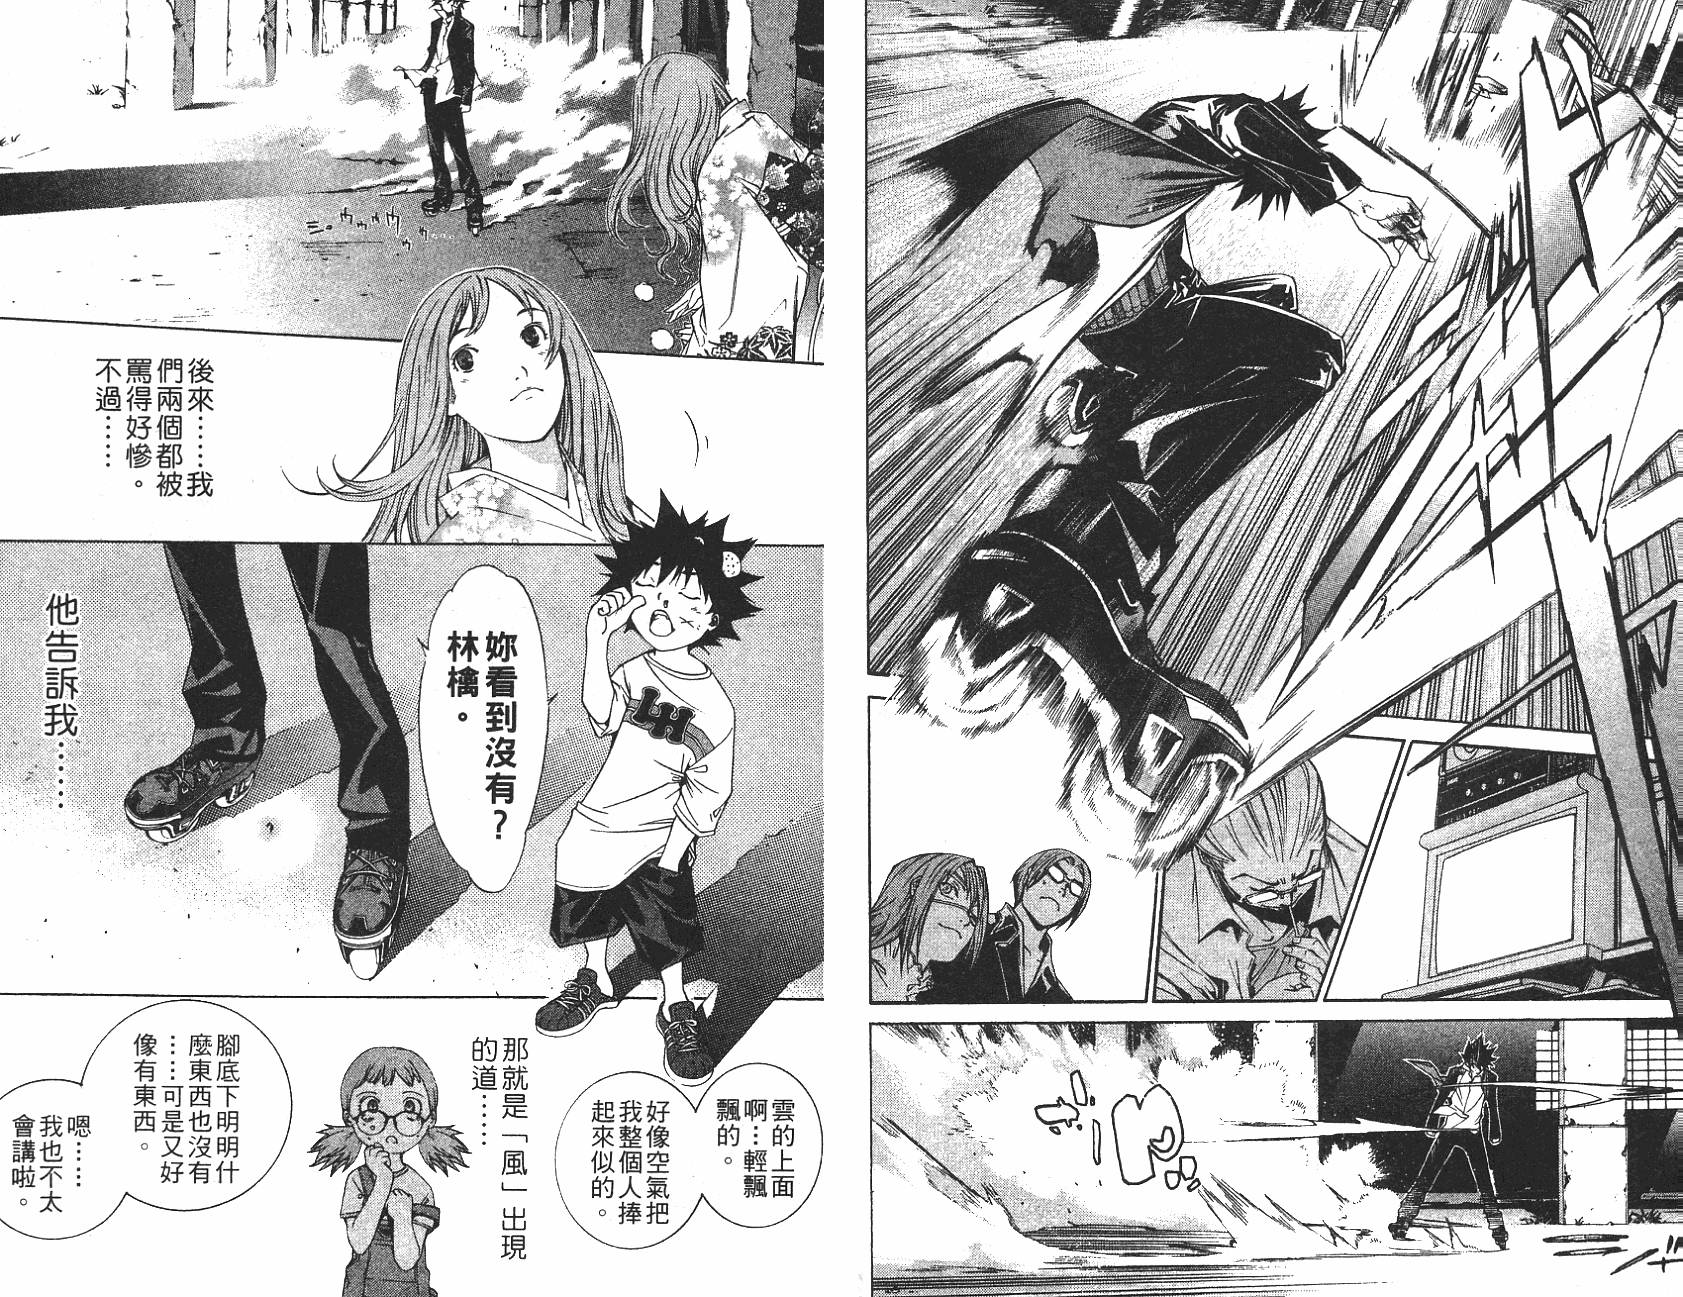 後來……我
們兩個都被
罵得好慘。
不過……
妳看到沒有？
林檎。
他告訴我……
LH
雲的上面
啊…輕飄
飄的。
好像空氣把
我整個人捧
起來似的。
那就是「風」出現
的道……
腳底下明明什
麼東西也沒有
……可是又好
像有東西。
嗯……
我也不太
會講啦。